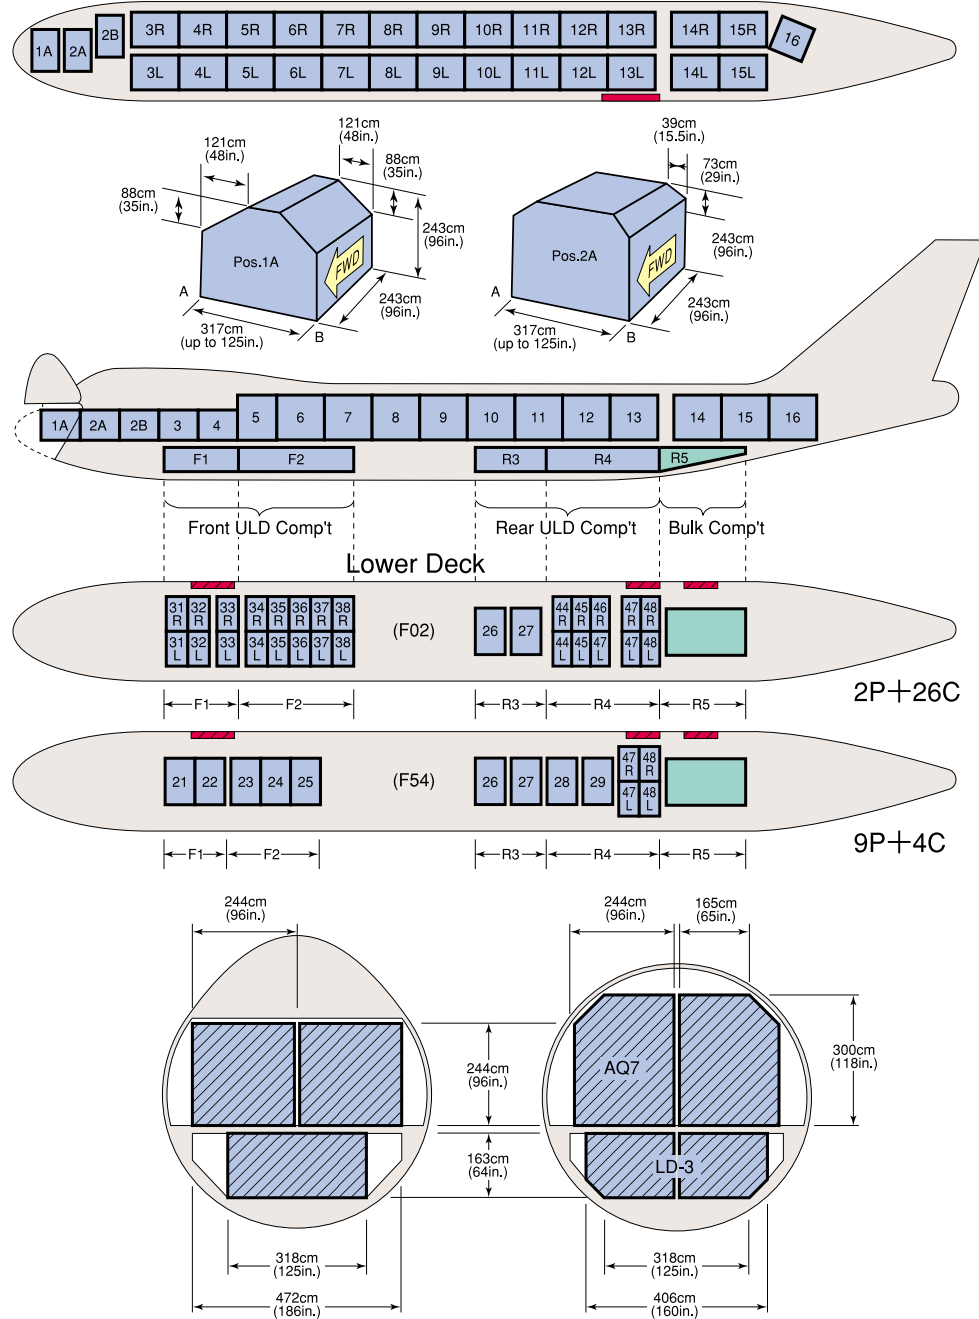 1A 2A 2B 3R 4R 5R 6R 7R 8R 9R 10R 11R 12R 13R 14R 15R 16
3L 4L 5L 6L 7L 8L 9L 10L 11L 12L 13L 14L 15L
121cm
(48in.)
121cm
(48in.)
88cm
(35in.)
88cm
(35in.)
243cm
(96in.)
Pos.1A
FWD
A
243cm
(96in.)
317cm
(up to 125in.)
B
39cm
(15.5in.)
73cm
(29in.)
243cm
(96in.)
Pos.2A
FWD
A
243cm
(96in.)
317cm
(up to 125in.)
B
1A 2A 2B 3 4 5 6 7 8 9 10 11 12 13 14 15 16
F1 F2 R3 R4 R5
Front ULD Comp't Rear ULD Comp't Bulk Comp't
Lower Deck
31R 32R 33R 34R 35R 36R 37R 38R 44R 45R 46R 47R 48R
(F02) 26 27
31L 32L 33L 34L 35L 36L 37L 38L 44L 45L 47L 47L 48L
F1 F2 R3 R4 R5
2P+26C
47R 48R
21 22 23 24 25 (F54) 26 27 28 29
47L 48L
F1 F2 R3 R4 R5
9P+4C
244cm
(96in.)
244cm
(96in.)
165cm
(65in.)
244cm
(96in.)
AQ7
300cm
(118in.)
163cm
(64in.)
LD-3
318cm
(125in.)
472cm
(186in.)
318cm
(125in.)
406cm
(160in.)